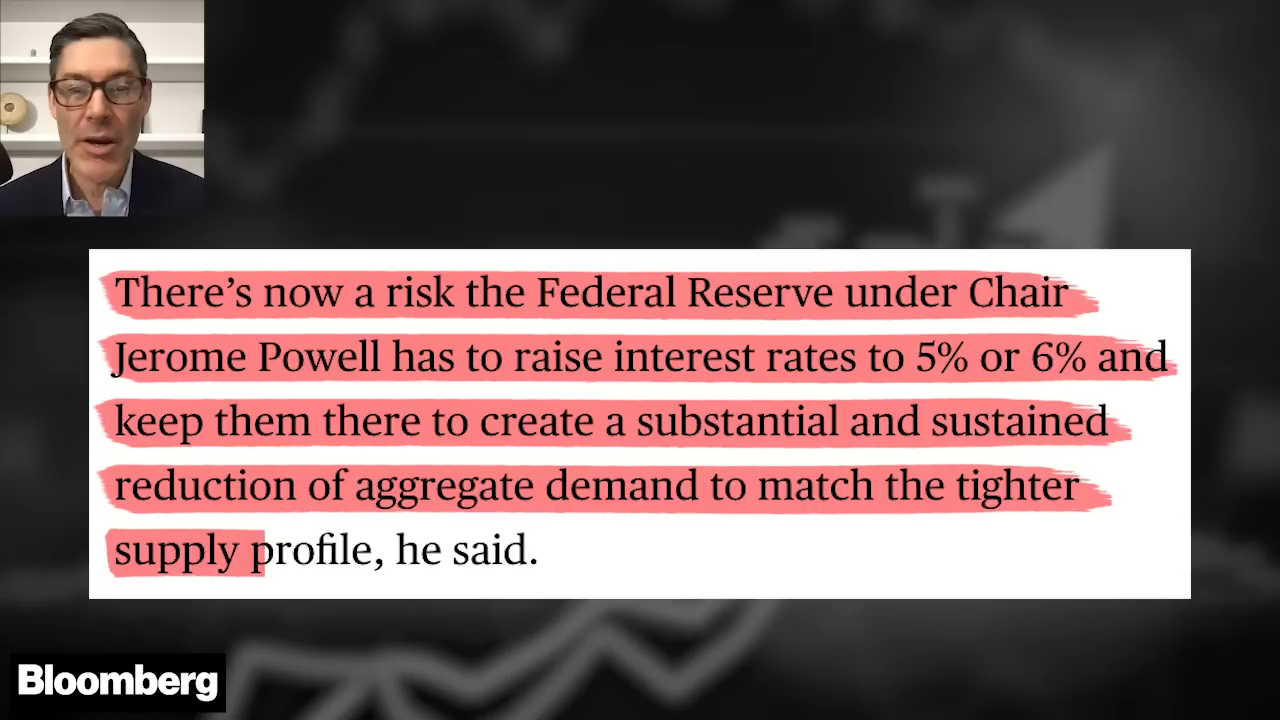 There’s now a risk the Federal Reserve under Chair
Jerome Powell has to raise interest rates to 5% or 6% and
keep them there to create a substantial and sustained
reduction of aggregate demand to match the tighter
supply profile, he said.
Bloomberg